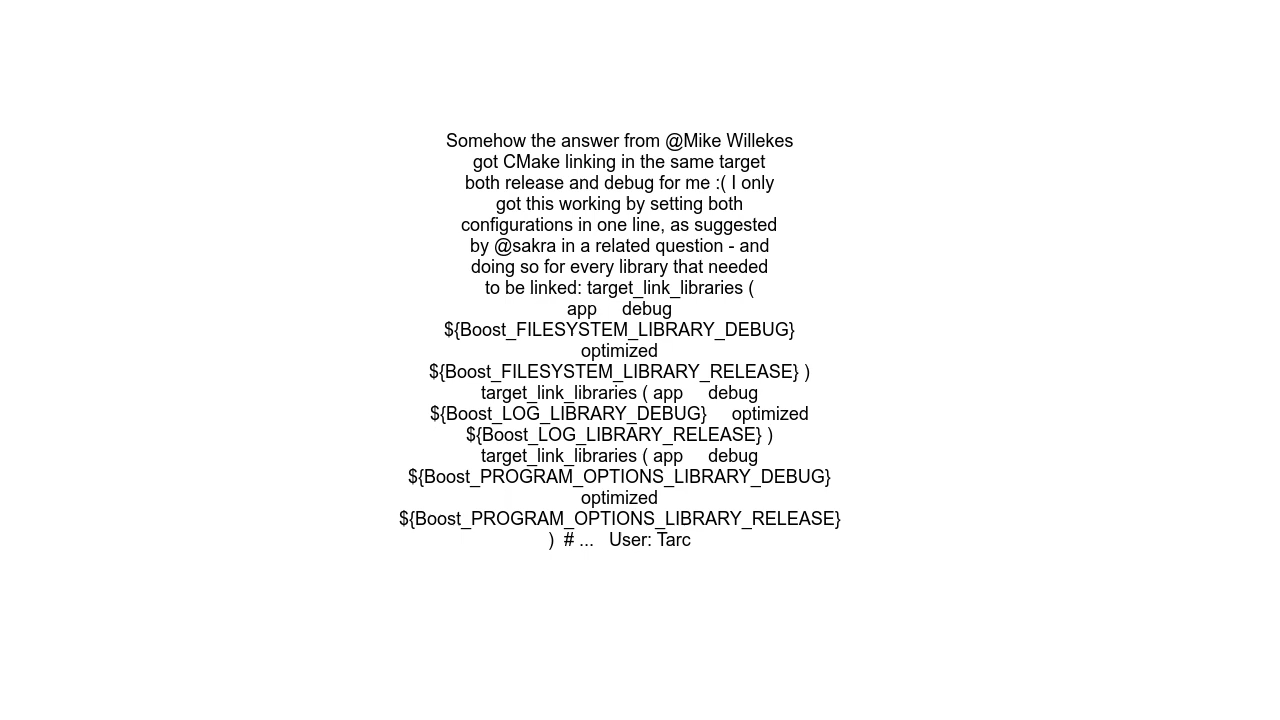 Somehow the answer from @Mike Willekes
got CMake linking in the same target
both release and debug for me :( I only
got this working by setting both
configurations in one line, as suggested
by @sakra in a related question - and
doing so for every library that needed
to be linked: target_link_libraries (
app     debug
${Boost_FILESYSTEM_LIBRARY_DEBUG}
optimized
${Boost_FILESYSTEM_LIBRARY_RELEASE} )
target_link_libraries ( app     debug
${Boost_LOG_LIBRARY_DEBUG}     optimized
${Boost_LOG_LIBRARY_RELEASE} )
target_link_libraries ( app     debug
${Boost_PROGRAM_OPTIONS_LIBRARY_DEBUG}
optimized
${Boost_PROGRAM_OPTIONS_LIBRARY_RELEASE}
)  # ...   User: Tarc